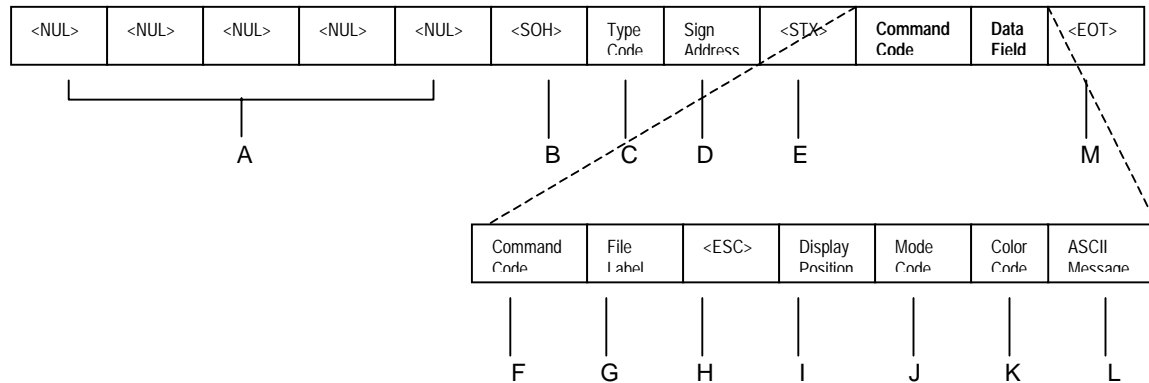 <NUL> <NUL> <NUL> <NUL> <NUL> <SOH> Type Code Sign Address <STX> Command Code Data Field <EOT>
A B C D E M
Command Code File Label <ESC> Display Position Mode Code Color Code ASCII Message
F G H I J K L